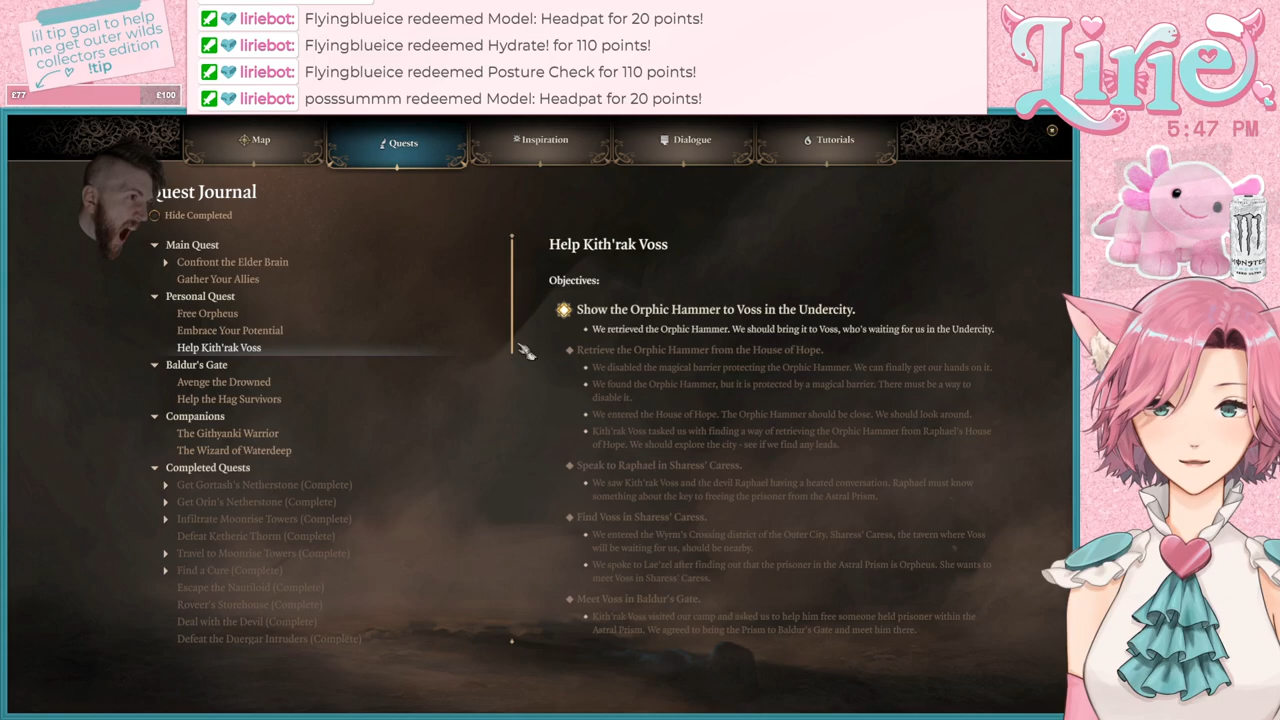 lil tip goal to help
me get outer wilds
collectors edition
!tip
£77 £100
liriebot: Flyingblueice redeemed Model: Headpat for 20 points!
liriebot: Flyingblueice redeemed Hydrate! for 110 points!
liriebot: Flyingblueice redeemed Posture Check for 110 points!
liriebot: posssummm redeemed Model: Headpat for 20 points!
Lirie
5:47 PM
Map
Quests
Inspiration
Dialogue
Tutorials
Quest Journal
Hide Completed
Main Quest
Confront the Elder Brain
Gather Your Allies
Personal Quest
Free Orpheus
Embrace Your Potential
Help Kith'rak Voss
Baldur's Gate
Avenge the Drowned
Help the Hag Survivors
Companions
The Githyanki Warrior
The Wizard of Waterdeep
Completed Quests
Get Gortash's Netherstone (Complete)
Get Orin's Netherstone (Complete)
Infiltrate Moonrise Towers (Complete)
Defeat Ketheric Thorm (Complete)
Travel to Moonrise Towers (Complete)
Find a Cure (Complete)
Escape the Nautiloid (Complete)
Roveer's Storehouse (Complete)
Deal with the Devil (Complete)
Defeat the Duergar Intruders (Complete)
Help Kith'rak Voss
Objectives:
Show the Orphic Hammer to Voss in the Undercity.
We retrieved the Orphic Hammer. We should bring it to Voss, who's waiting for us in the Undercity.
Retrieve the Orphic Hammer from the House of Hope.
We disabled the magical barrier protecting the Orphic Hammer. We can finally get our hands on it.
We found the Orphic Hammer, but it is protected by a magical barrier. There must be a way to
disable it.
We entered the House of Hope. The Orphic Hammer should be close. We should look around.
Kith'rak Voss tasked us with finding a way of retrieving the Orphic Hammer from Raphael's House
of Hope. We should explore the city - see if we find any leads.
Speak to Raphael in Sharess' Caress.
We saw Kith'rak Voss and the devil Raphael having a heated conversation. Raphael must know
something about the key to freeing the prisoner from the Astral Prism.
Find Voss in Sharess' Caress.
We entered the Wyrm's Crossing district of the Outer City. Sharess' Caress, the tavern where Voss
will be waiting for us, should be nearby.
We spoke to Lae'zel after finding out that the prisoner in the Astral Prism is Orpheus. She wants to
meet Voss in Sharess' Caress.
Meet Voss in Baldur's Gate.
Kith'rak Voss visited our camp and asked us to help him free someone held prisoner within the
Astral Prism. We agreed to bring the Prism to Baldur's Gate and meet him there.
MONSTER